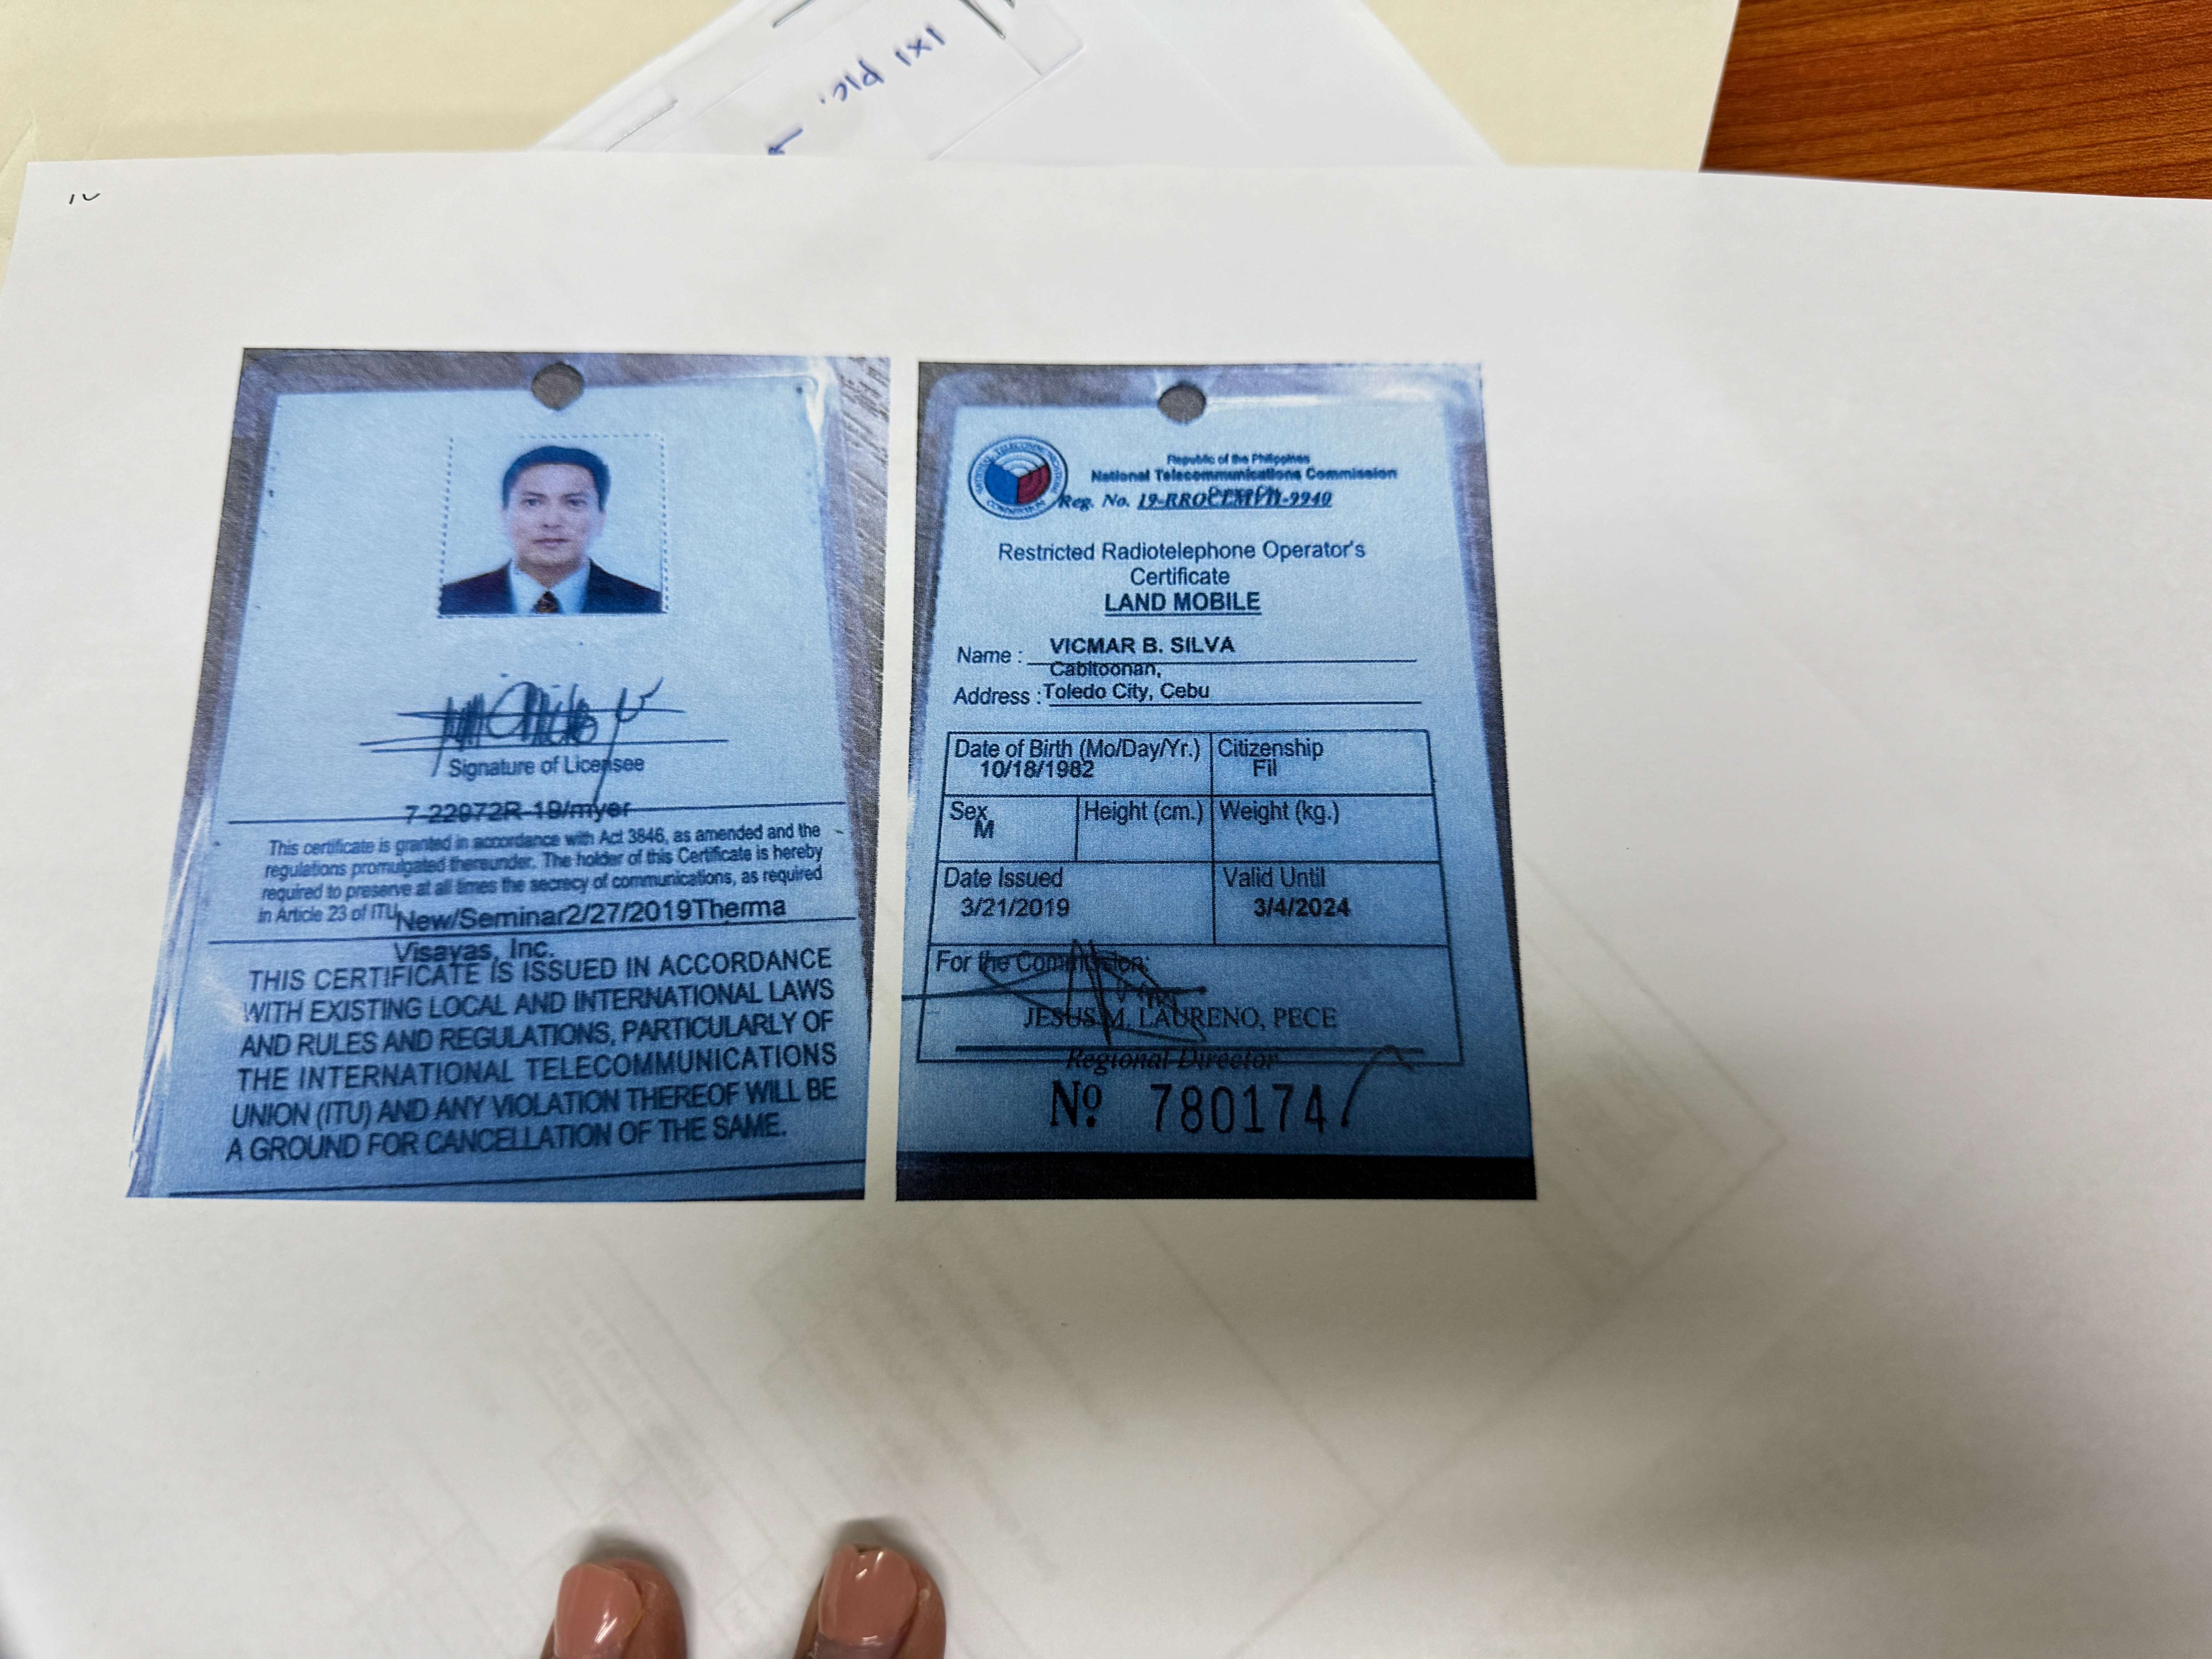 1x1 pic.
7-22972R-19/myer
Signature of Licensee
This certificate is granted in accordance with Act 3846, as amended and the
regulations promulgated thereunder. The holder of this Certificate is hereby
required to preserve at all times the secrecy of communications, as required
in Article 23 of ITU
New/Seminar2/27/2019Therma
Visayas, Inc.
THIS CERTIFICATE IS ISSUED IN ACCORDANCE
WITH EXISTING LOCAL AND INTERNATIONAL LAWS
AND RULES AND REGULATIONS, PARTICULARLY OF
THE INTERNATIONAL TELECOMMUNICATIONS
UNION (ITU) AND ANY VIOLATION THEREOF WILL BE
A GROUND FOR CANCELLATION OF THE SAME.
Republic of the Philippines
National Telecommunications Commission
Reg. No. 19-RROCLMVII-9940
Restricted Radiotelephone Operator's
Certificate
LAND MOBILE
Name : VICMAR B. SILVA
Cabitoonan,
Address : Toledo City, Cebu
Date of Birth (Mo/Day/Yr.) Citizenship
10/18/1982 Fil
Sex Height (cm.) Weight (kg.)
M
Date Issued Valid Until
3/21/2019 3/4/2024
For the Commission:
JESUS M. LAURENO, PECE
Regional Director
Nº 780174